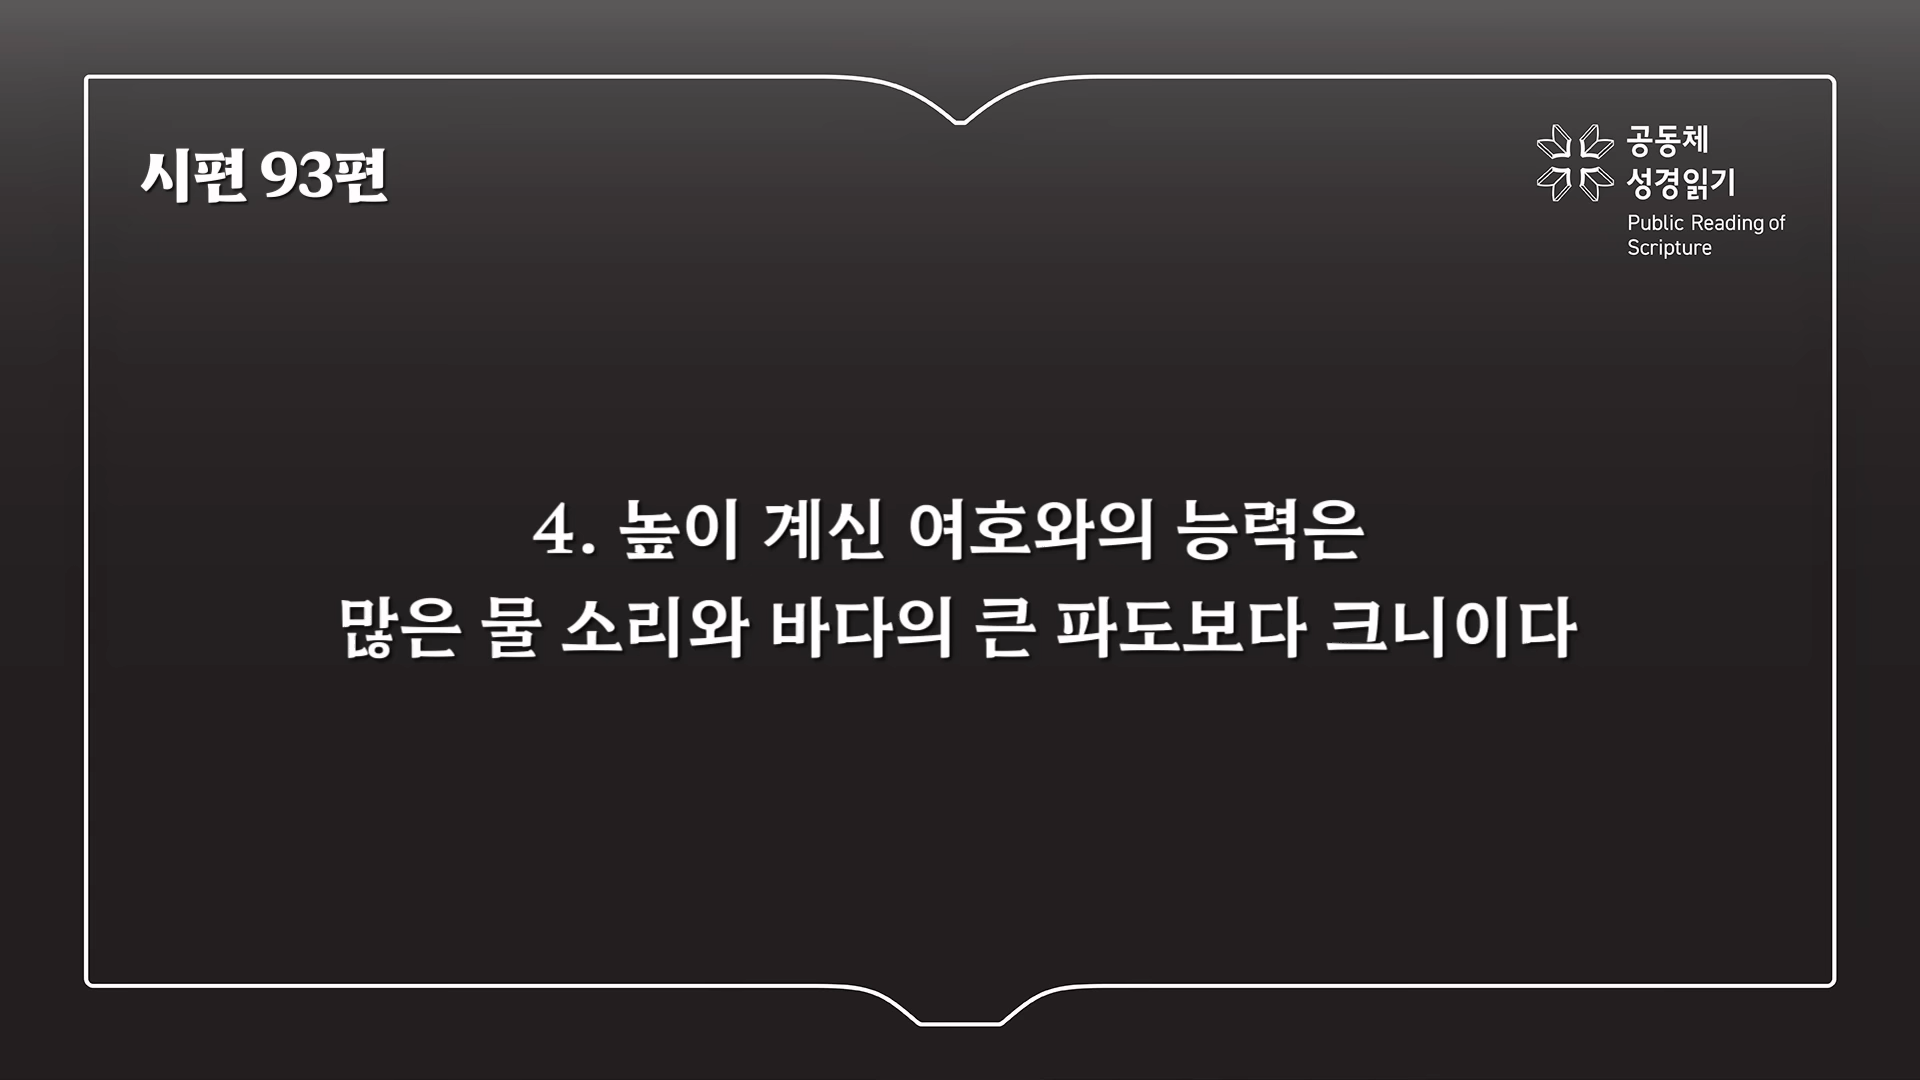 시편 93편
공동체
성경읽기
Public Reading of
Scripture
4. 높이 계신 여호와의 능력은
많은 물 소리와 바다의 큰 파도보다 크니이다